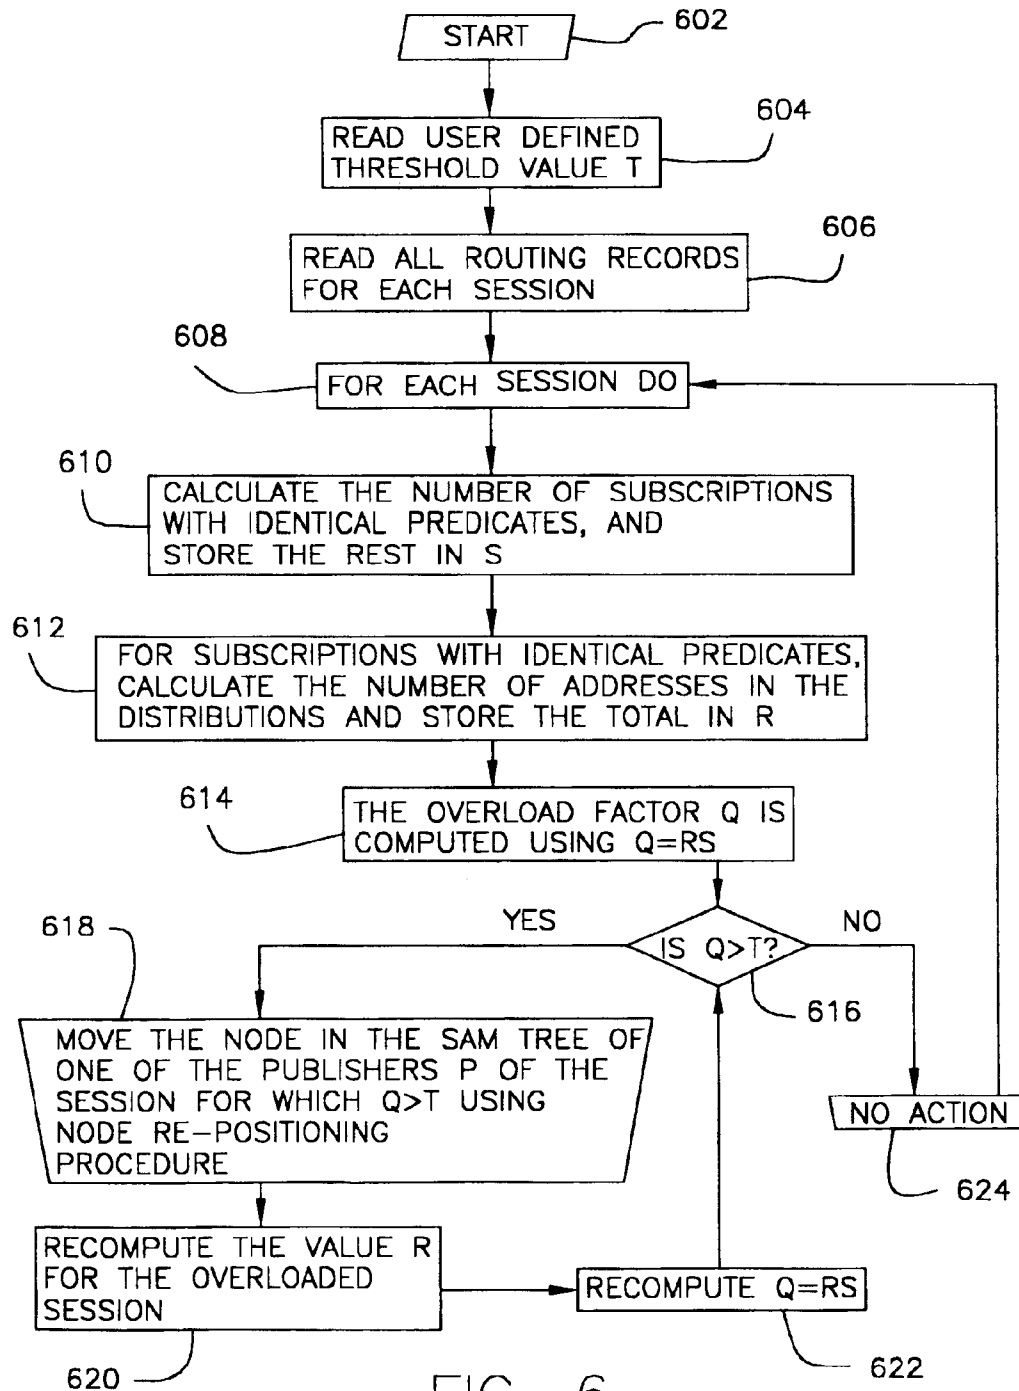 START
602
READ USER DEFINED
THRESHOLD VALUE T
604
READ ALL ROUTING RECORDS
FOR EACH SESSION
606
608
FOR EACH SESSION DO
610
CALCULATE THE NUMBER OF SUBSCRIPTIONS
WITH IDENTICAL PREDICATES, AND
STORE THE REST IN S
612
FOR SUBSCRIPTIONS WITH IDENTICAL PREDICATES,
CALCULATE THE NUMBER OF ADDRESSES IN THE
DISTRIBUTIONS AND STORE THE TOTAL IN R
614
THE OVERLOAD FACTOR Q IS
COMPUTED USING Q=RS
YES
IS Q>T?
NO
616
618
MOVE THE NODE IN THE SAM TREE OF
ONE OF THE PUBLISHERS P OF THE
SESSION FOR WHICH Q>T USING
NODE RE-POSITIONING
PROCEDURE
NO ACTION
624
RECOMPUTE THE VALUE R
FOR THE OVERLOADED
SESSION
620
RECOMPUTE Q=RS
622
FIG. 6